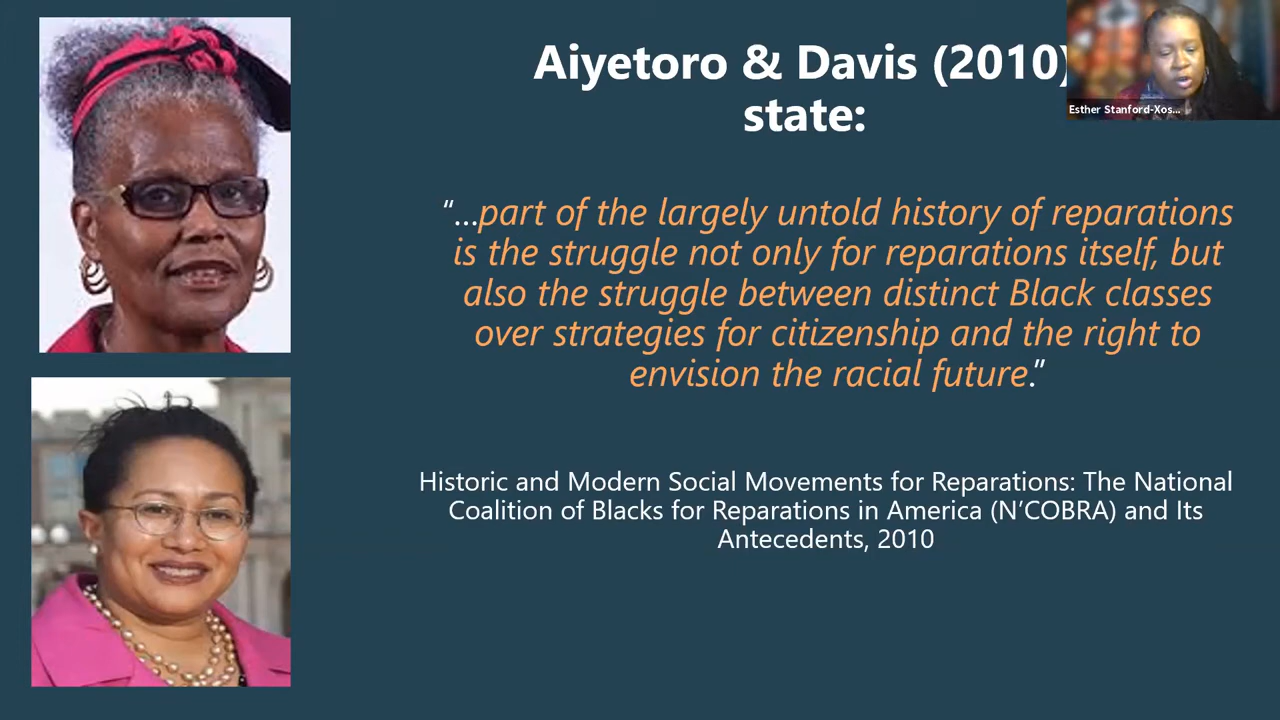 Aiyetoro & Davis (2010)
state:
Esther Stanford-Xos...
“...part of the largely untold history of reparations
is the struggle not only for reparations itself, but
also the struggle between distinct Black classes
over strategies for citizenship and the right to
envision the racial future.”
Historic and Modern Social Movements for Reparations: The National
Coalition of Blacks for Reparations in America (N’COBRA) and Its
Antecedents, 2010